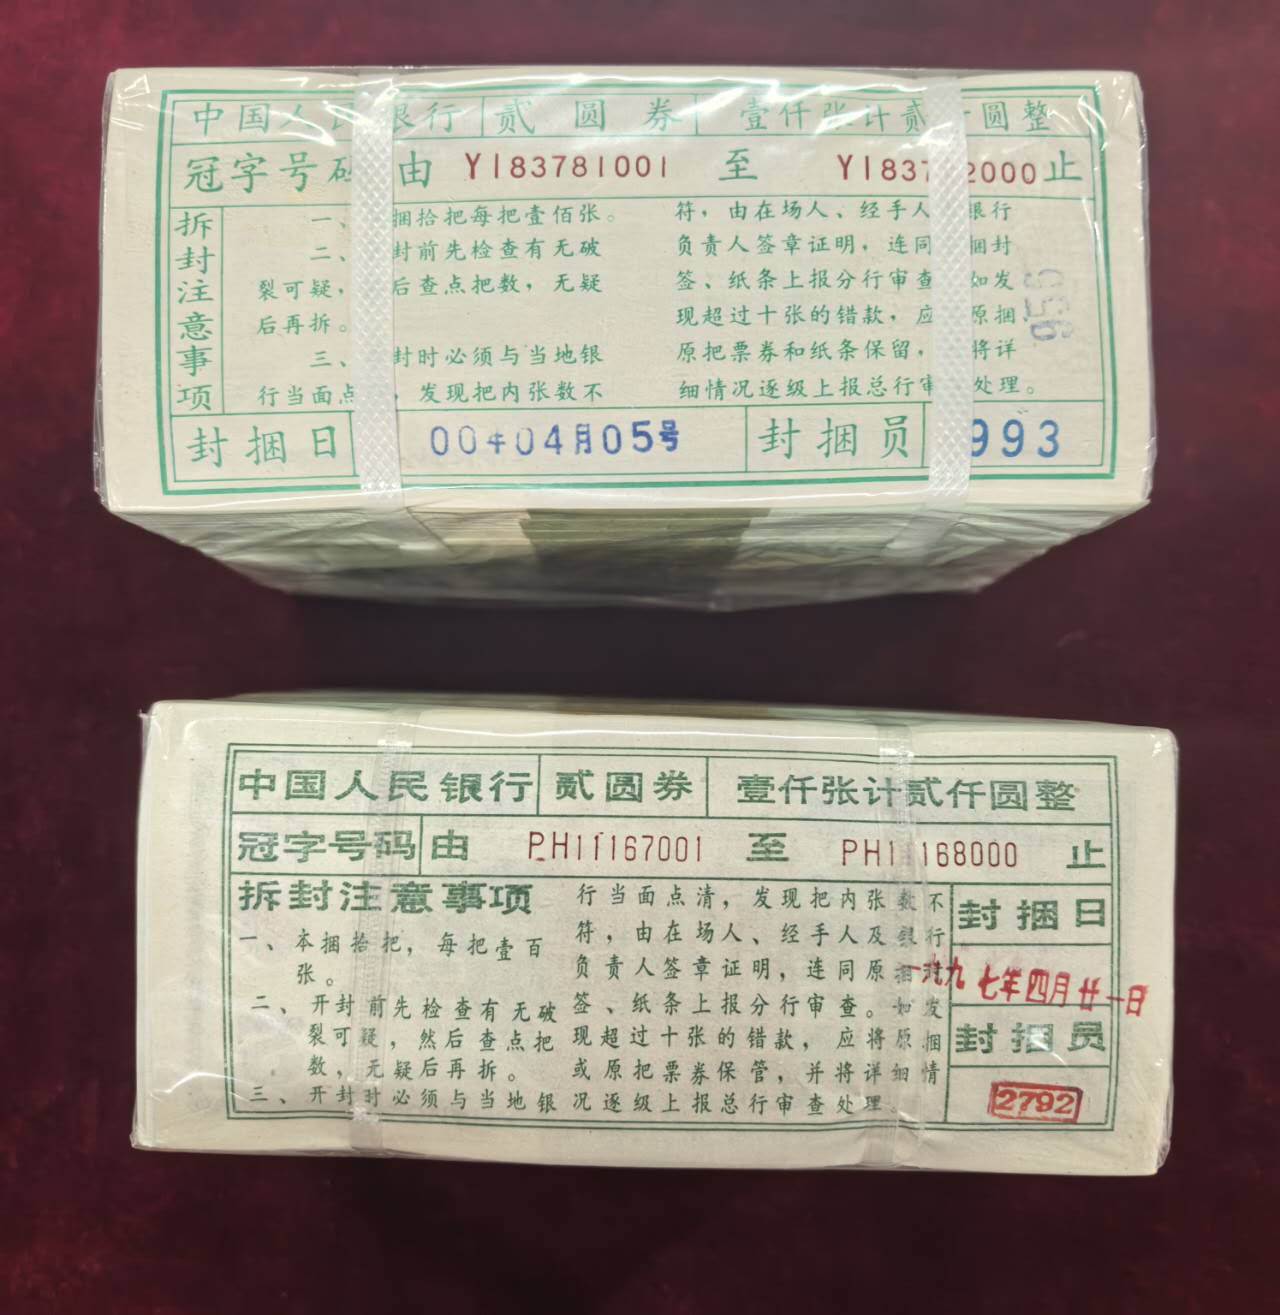 中国人民银行 贰圆券 壹仟张计贰仟圆整
冠字号码 由 YI83781001 至 YI83782000 止
拆封注意事项
一、捆拾把每把壹佰张。
二、封前先检查有无破
裂可疑，后查点把数，无疑
后再拆。
三、封时必须与当地银
行当面点，发现把内张数不
符，由在场人、经手人银行
负责人签章证明，连同捆封
签、纸条上报分行审查如发
现超过十张的错款，应原捆、
原把票券和纸条保留，将详
细情况逐级上报总行审处理。
封捆日 00年04月05号 封捆员 993
956
中国人民银行 贰圆券 壹仟张计贰仟圆整
冠字号码 由 PH11167001 至 PH11168000 止
拆封注意事项
一、本捆拾把，每把壹百
张。
二、开封前先检查有无破
裂可疑，然后查点把
数，无疑后再拆。
三、开封时必须与当地银
行当面点清，发现把内张数不
符，由在场人、经手人及银行
负责人签章证明，连同原捆封
签、纸条上报分行审查。如发
现超过十张的错款，应将原捆
或原把票券保管，并将详细情
况逐级上报总行审查处理。
封捆日
一九九七年四月廿一日
封捆员
2792